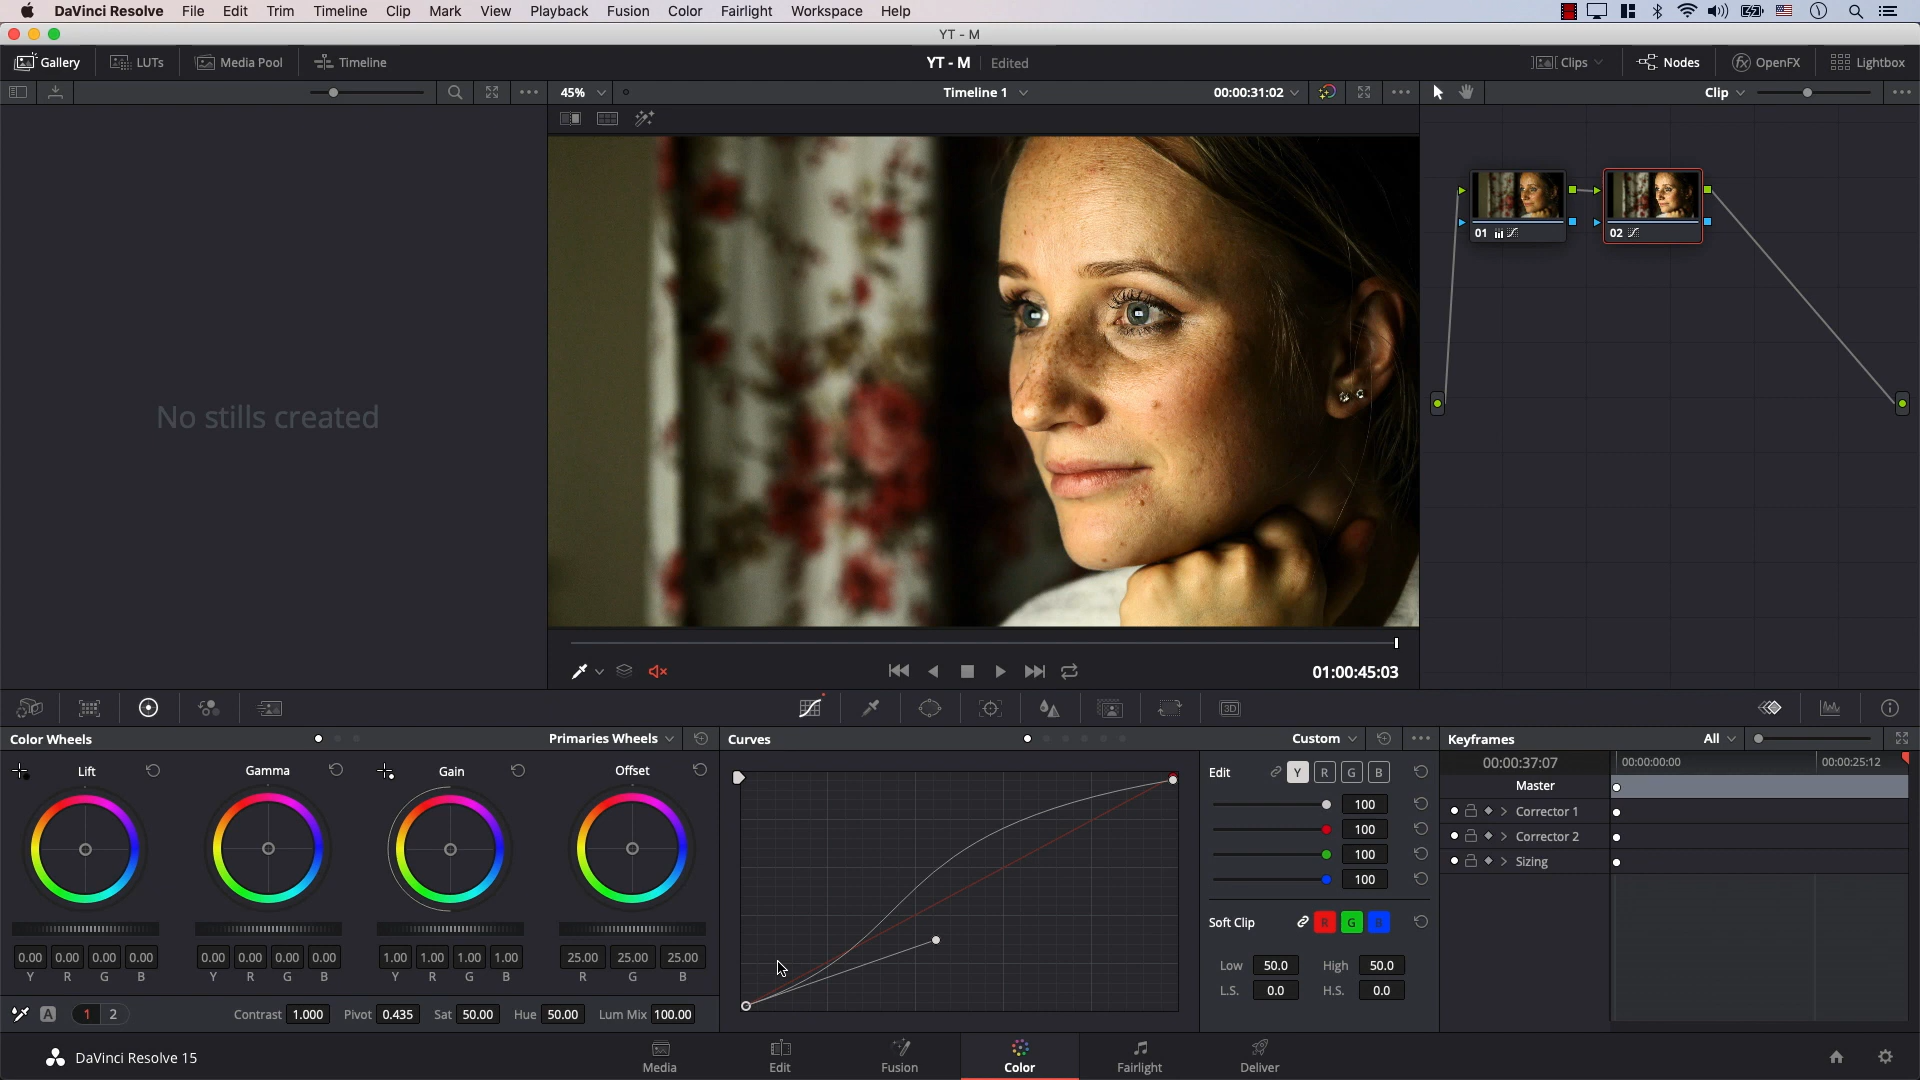 DaVinci Resolve File Edit Trim Timeline Clip Mark View Playback Fusion Color Fairlight Workspace Help
YT - M
Gallery LUTs Media Pool Timeline YT - M Edited Clips Nodes OpenFX Lightbox
45% Timeline 1 00:00:31:02 Clip
01 02
No stills created
01:00:45:03
3D
Color Wheels Primaries Wheels Curves Custom Keyframes All
Lift Gamma Gain Offset Edit Y R G B 00:00:37:07 00:00:00:00 00:00:25:12
Master
100 Corrector 1
100 Corrector 2
100 Sizing
100
Soft Clip R G B
0.00 0.00 0.00 0.00 0.00 0.00 0.00 0.00 1.00 1.00 1.00 1.00 25.00 25.00 25.00 Low 50.0 High 50.0
Y R G B Y R G B Y R G B R G B L.S. 0.0 H.S. 0.0
A 1 2 Contrast 1.000 Pivot 0.435 Sat 50.00 Hue 50.00 Lum Mix 100.00
DaVinci Resolve 15 Media Edit Fusion Color Fairlight Deliver